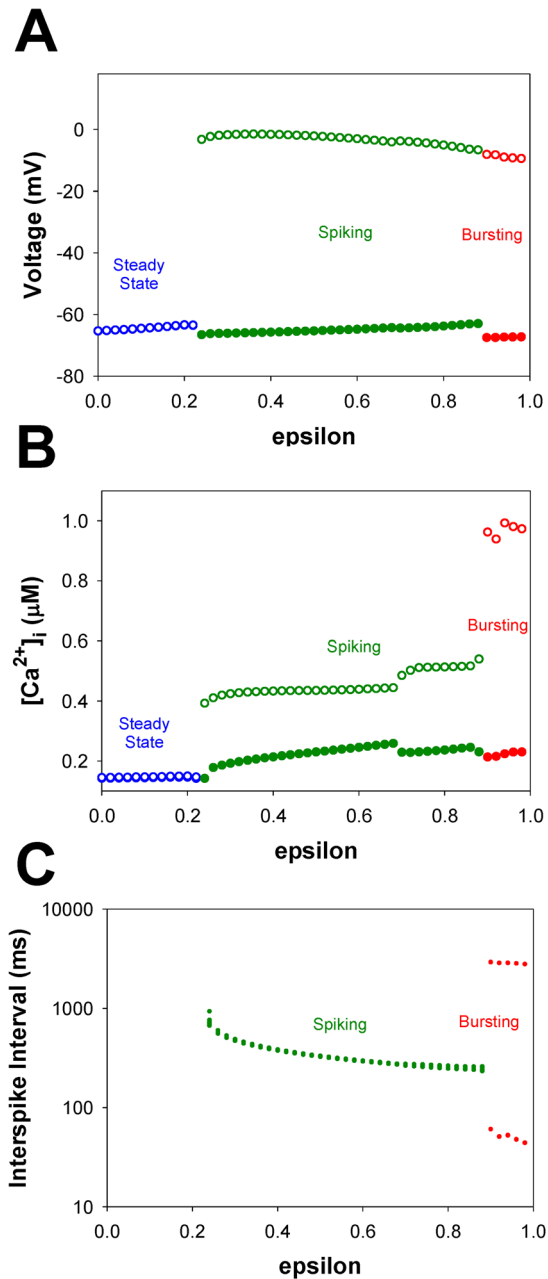 A
Voltage (mV)
0
-20
-40
-60
-80
Steady
State
Spiking
Bursting
0.0 0.2 0.4 0.6 0.8 1.0
epsilon
B
[Ca²⁺]ᵢ (μM)
1.0
0.8
0.6
0.4
0.2
Steady
State
Spiking
Bursting
0.0 0.2 0.4 0.6 0.8 1.0
epsilon
C
Interspike Interval (ms)
10000
1000
100
10
Spiking
Bursting
0.0 0.2 0.4 0.6 0.8 1.0
epsilon